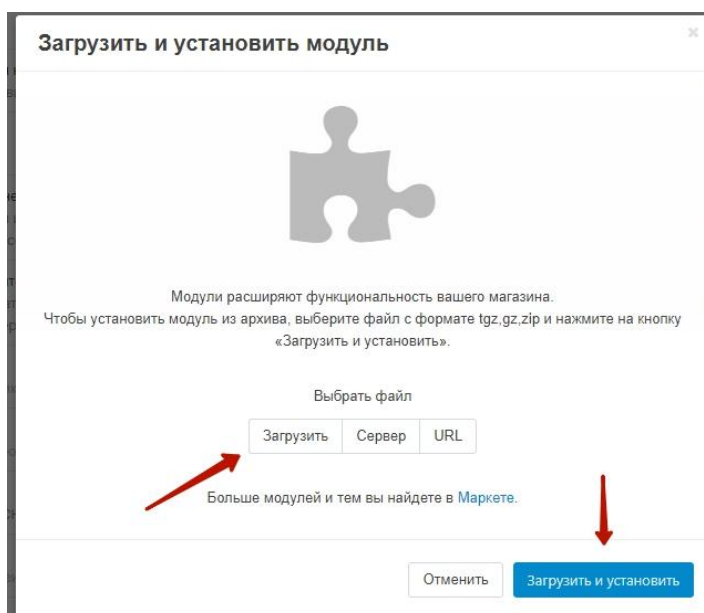 Загрузить и установить модуль
Модули расширяют функциональность вашего магазина.
Чтобы установить модуль из архива, выберите файл с формате tgz,gz,zip и нажмите на кнопку
«Загрузить и установить».
Выбрать файл
Загрузить Сервер URL
Больше модулей и тем вы найдете в Маркете.
Отменить Загрузить и установить